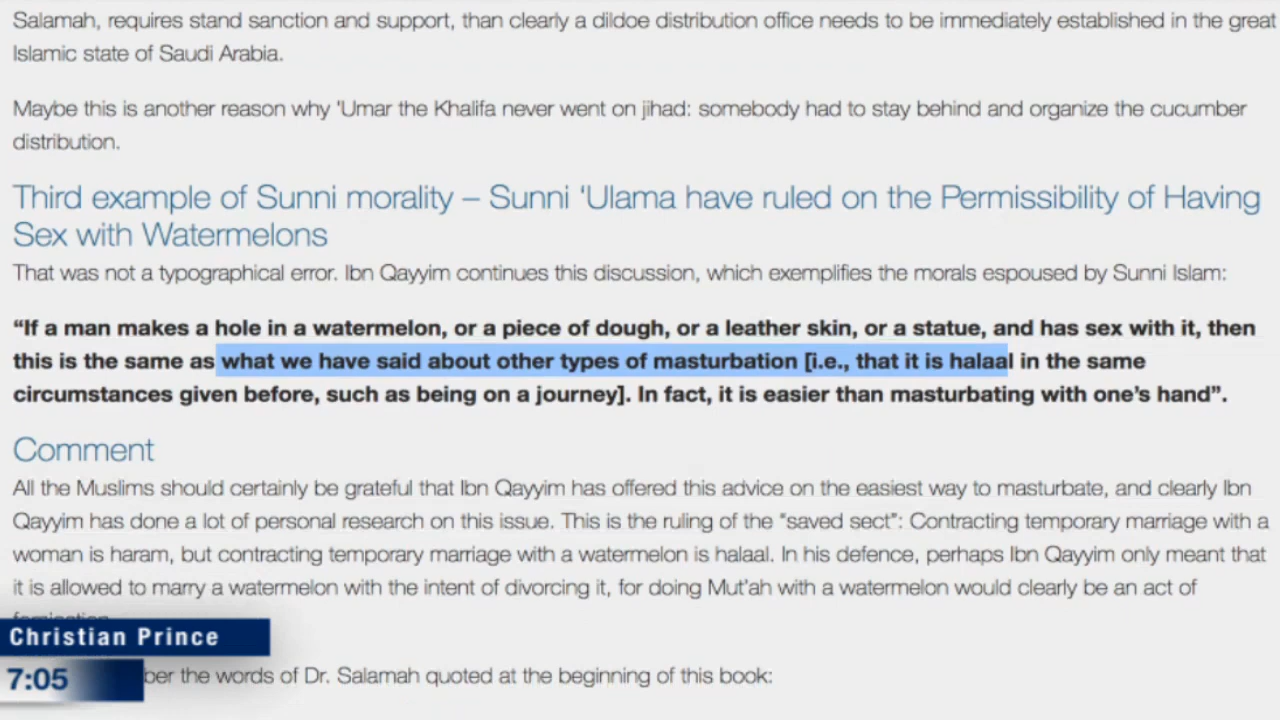 Salamah, requires stand sanction and support, than clearly a dildoe distribution office needs to be immediately established in the great
Islamic state of Saudi Arabia.
Maybe this is another reason why 'Umar the Khalifa never went on jihad: somebody had to stay behind and organize the cucumber
distribution.
Third example of Sunni morality – Sunni 'Ulama have ruled on the Permissibility of Having
Sex with Watermelons
That was not a typographical error. Ibn Qayyim continues this discussion, which exemplifies the morals espoused by Sunni Islam:
“If a man makes a hole in a watermelon, or a piece of dough, or a leather skin, or a statue, and has sex with it, then
this is the same as what we have said about other types of masturbation [i.e., that it is halaal in the same
circumstances given before, such as being on a journey]. In fact, it is easier than masturbating with one’s hand”.
Comment
All the Muslims should certainly be grateful that Ibn Qayyim has offered this advice on the easiest way to masturbate, and clearly Ibn
Qayyim has done a lot of personal research on this issue. This is the ruling of the “saved sect”: Contracting temporary marriage with a
woman is haram, but contracting temporary marriage with a watermelon is halaal. In his defence, perhaps Ibn Qayyim only meant that
it is allowed to marry a watermelon with the intent of divorcing it, for doing Mut’ah with a watermelon would clearly be an act of
Christian Prince
7:05
the words of Dr. Salamah quoted at the beginning of this book: